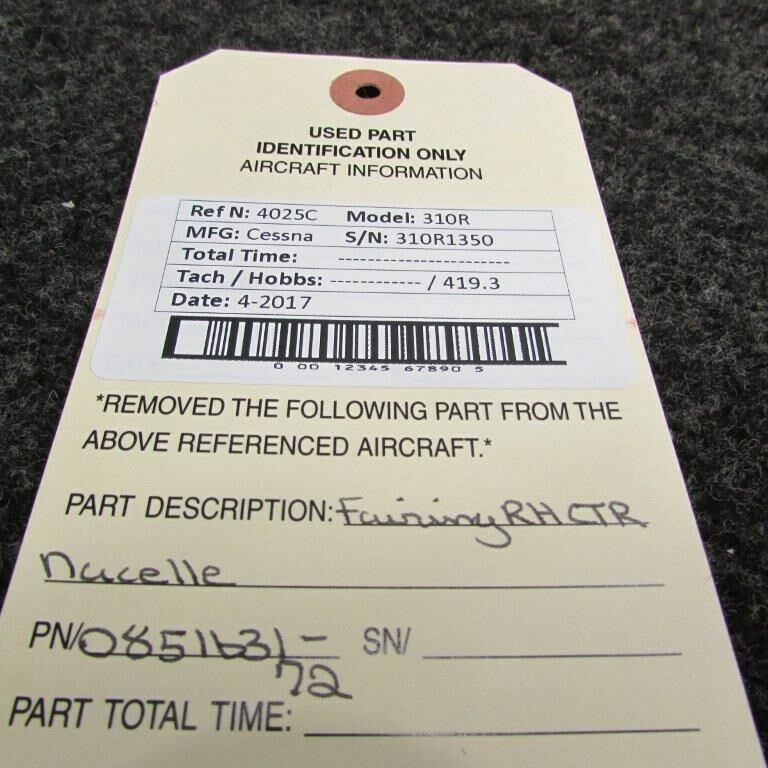 USED PART
IDENTIFICATION ONLY
AIRCRAFT INFORMATION
Ref N: 4025C Model: 310R
MFG: Cessna S/N: 310R1350
Total Time: -----------------------
Tach / Hobbs: ------------ / 419.3
Date: 4-2017
0 00 12345 67890 5
*REMOVED THE FOLLOWING PART FROM THE
ABOVE REFERENCED AIRCRAFT.*
PART DESCRIPTION: Fairing RH CTR
Nacelle
PN/0851631-
72
SN/
PART TOTAL TIME: